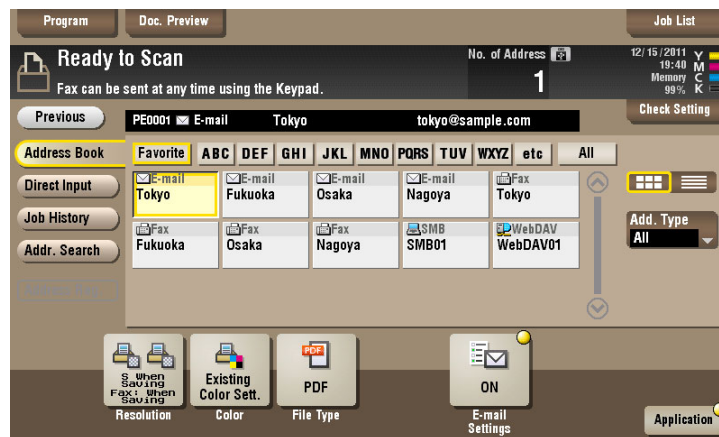 Program
Doc. Preview
Job List
Ready to Scan
No. of Address
1
Fax can be sent at any time using the Keypad.
12/15/2011
19:40
Memory
99%
Y
M
C
K
Previous
PE0001 E-mail Tokyo tokyo@sample.com
Check Setting
Address Book
Favorite ABC DEF GHI JKL MNO PQRS TUV WXYZ etc All
Direct Input
Job History
Addr. Search
E-mail
Tokyo
E-mail
Fukuoka
E-mail
Osaka
E-mail
Nagoya
Fax
Tokyo
Fax
Fukuoka
Fax
Osaka
Fax
Nagoya
SMB
SMB01
WebDAV
WebDAV01
Add. Type
All
S When
Saving
Fax: When
Saving
Resolution
Existing
Color Sett.
Color
PDF
PDF
File Type
ON
E-mail
Settings
Application